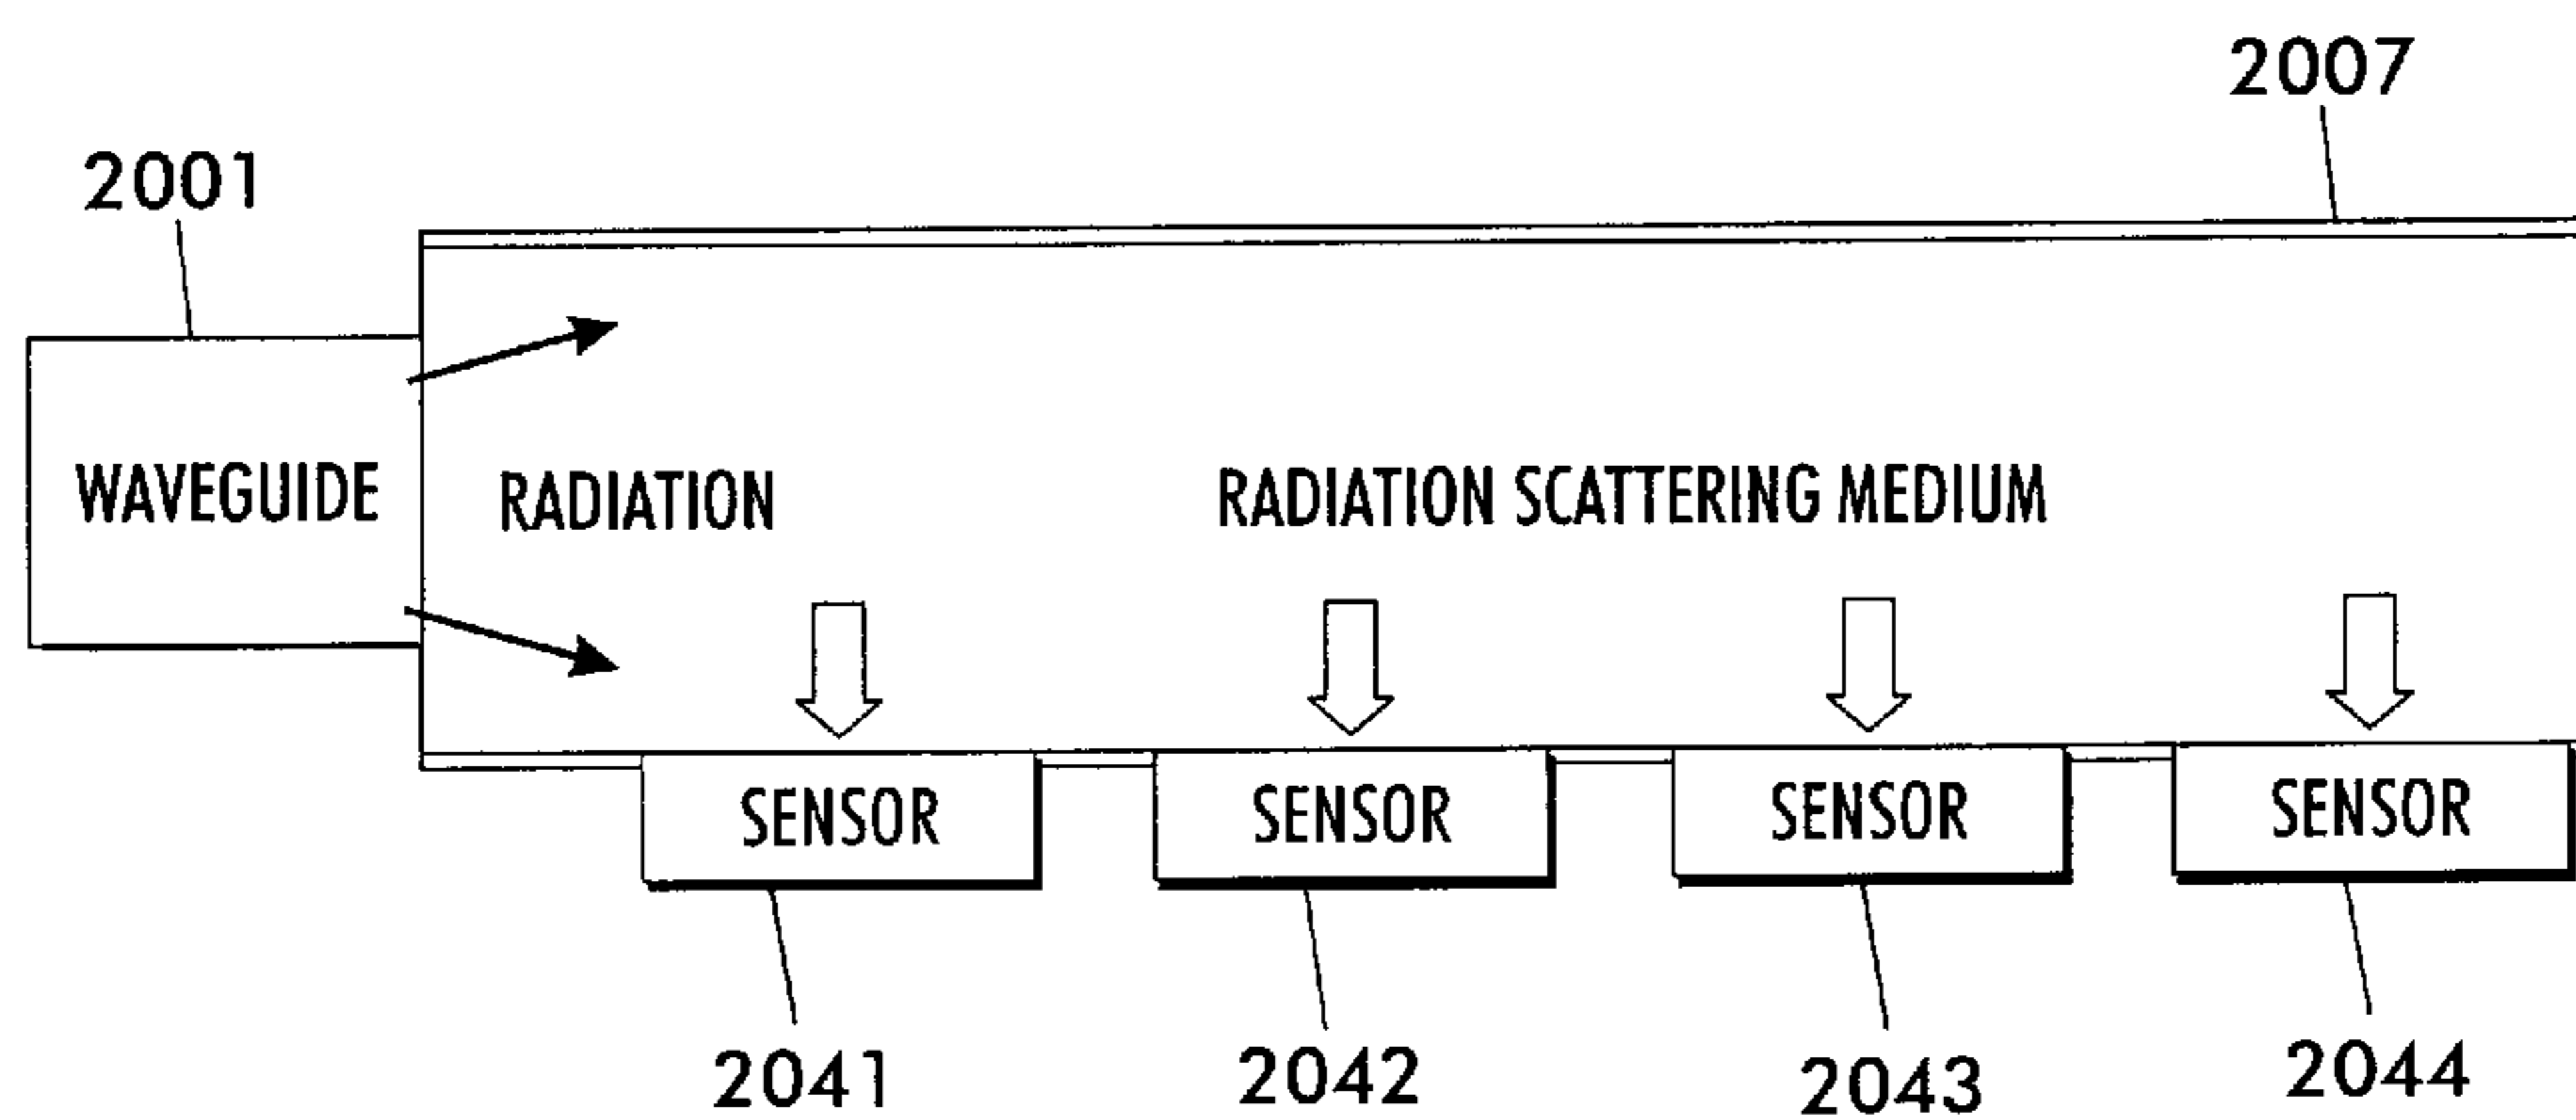 2007
2001
WAVEGUIDE
RADIATION
RADIATION SCATTERING MEDIUM
SENSOR
SENSOR
SENSOR
SENSOR
2041
2042
2043
2044